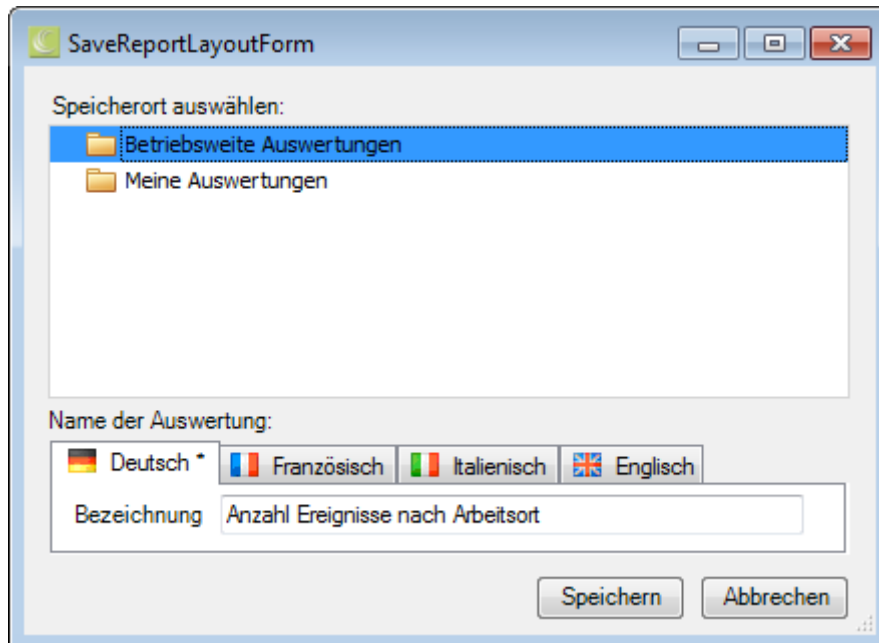 SaveReportLayoutForm
Speicherort auswählen:
Betriebsweite Auswertungen
Meine Auswertungen
Name der Auswertung:
Deutsch * Französisch Italienisch Englisch
Bezeichnung Anzahl Ereignisse nach Arbeitsort
Speichern Abbrechen